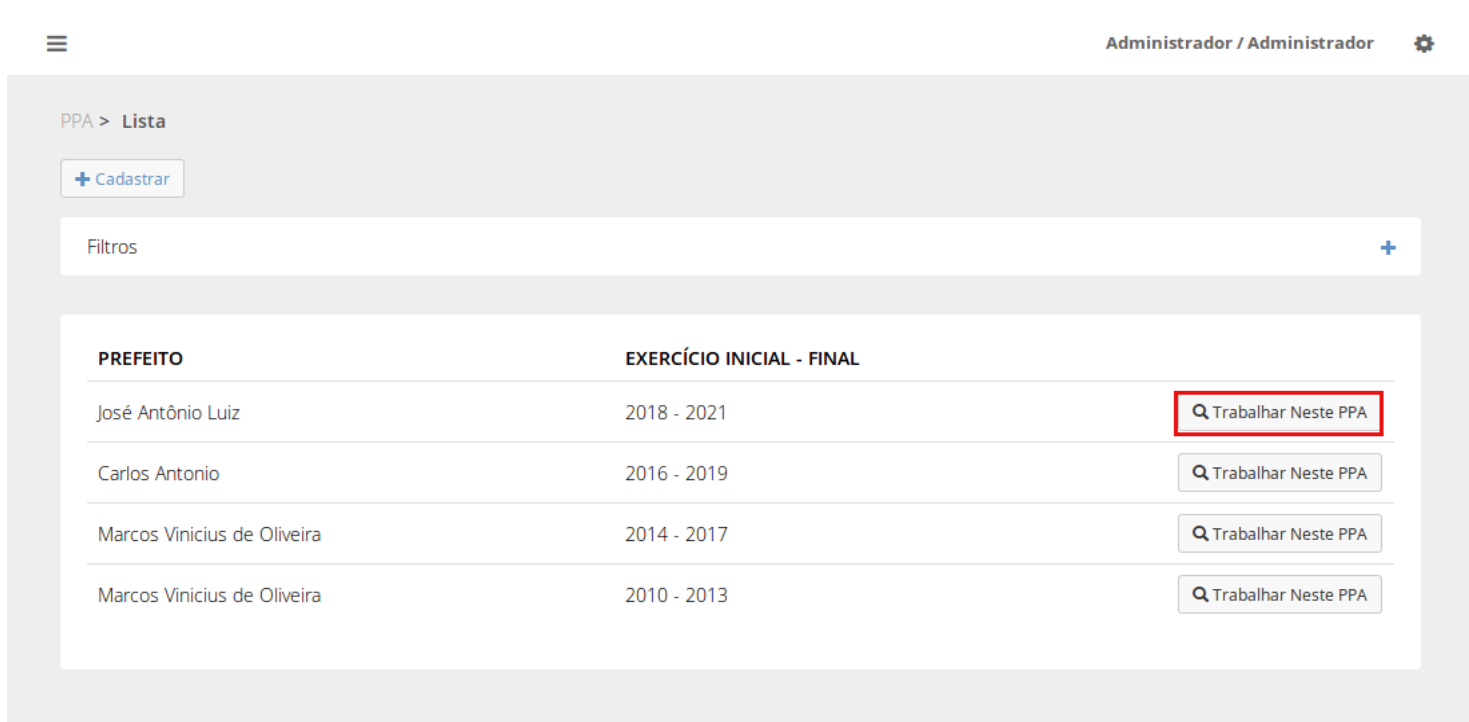 Administrador / Administrador
PPA > Lista
Cadastrar
Filtros
PREFEITO EXERCÍCIO INICIAL - FINAL
José Antônio Luiz 2018 - 2021 Trabalhar Neste PPA
Carlos Antonio 2016 - 2019 Trabalhar Neste PPA
Marcos Vinicius de Oliveira 2014 - 2017 Trabalhar Neste PPA
Marcos Vinicius de Oliveira 2010 - 2013 Trabalhar Neste PPA